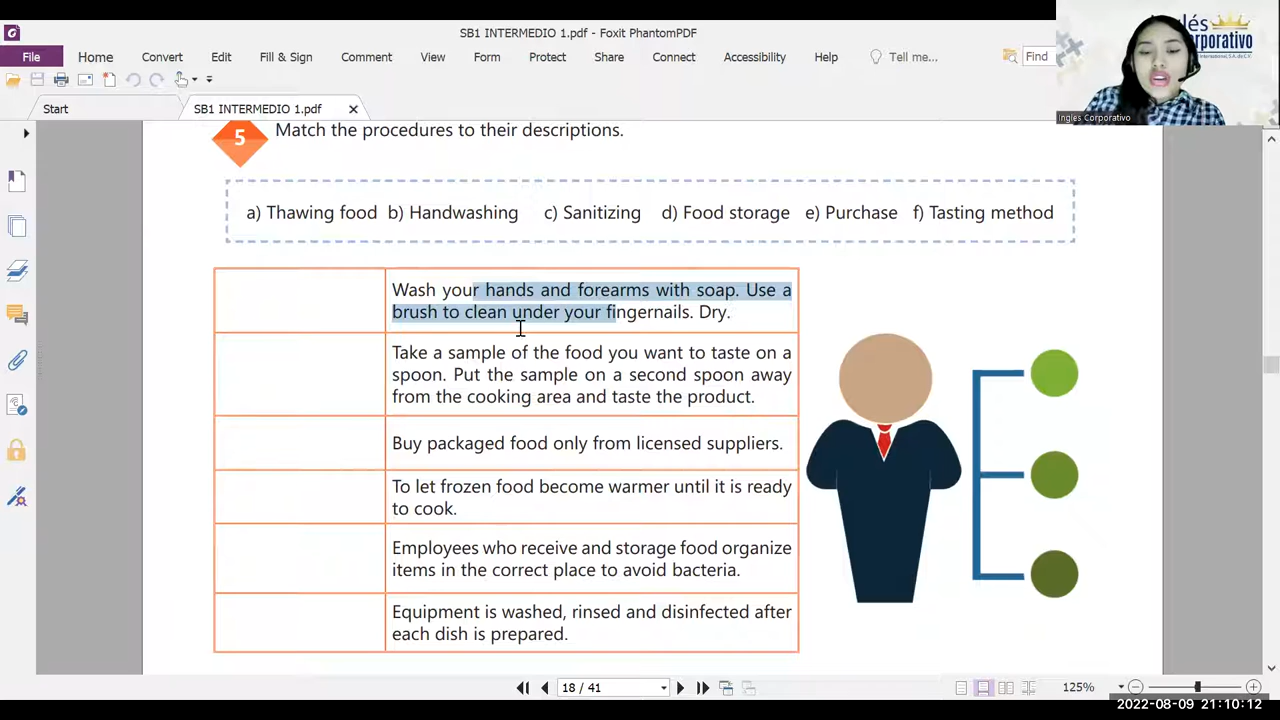 SB1 INTERMEDIO 1.pdf - Foxit PhantomPDF
File Home Convert Edit Fill & Sign Comment View Form Protect Share Connect Accessibility Help Tell me... Find
Start SB1 INTERMEDIO 1.pdf
Inglés Corporativo
5 Match the procedures to their descriptions.
a) Thawing food b) Handwashing c) Sanitizing d) Food storage e) Purchase f) Tasting method
Wash your hands and forearms with soap. Use a
brush to clean under your fingernails. Dry.
Take a sample of the food you want to taste on a
spoon. Put the sample on a second spoon away
from the cooking area and taste the product.
Buy packaged food only from licensed suppliers.
To let frozen food become warmer until it is ready
to cook.
Employees who receive and storage food organize
items in the correct place to avoid bacteria.
Equipment is washed, rinsed and disinfected after
each dish is prepared.
18 / 41
125%
2022-08-09 21:10:12